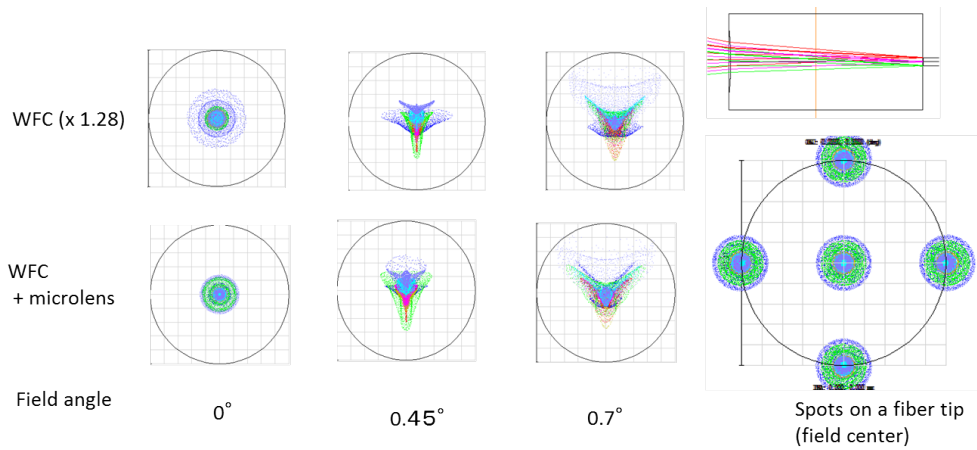 WFC (x 1.28)
WFC
+ microlens
Field angle
0°
0.45°
0.7°
Spots on a fiber tip
(field center)